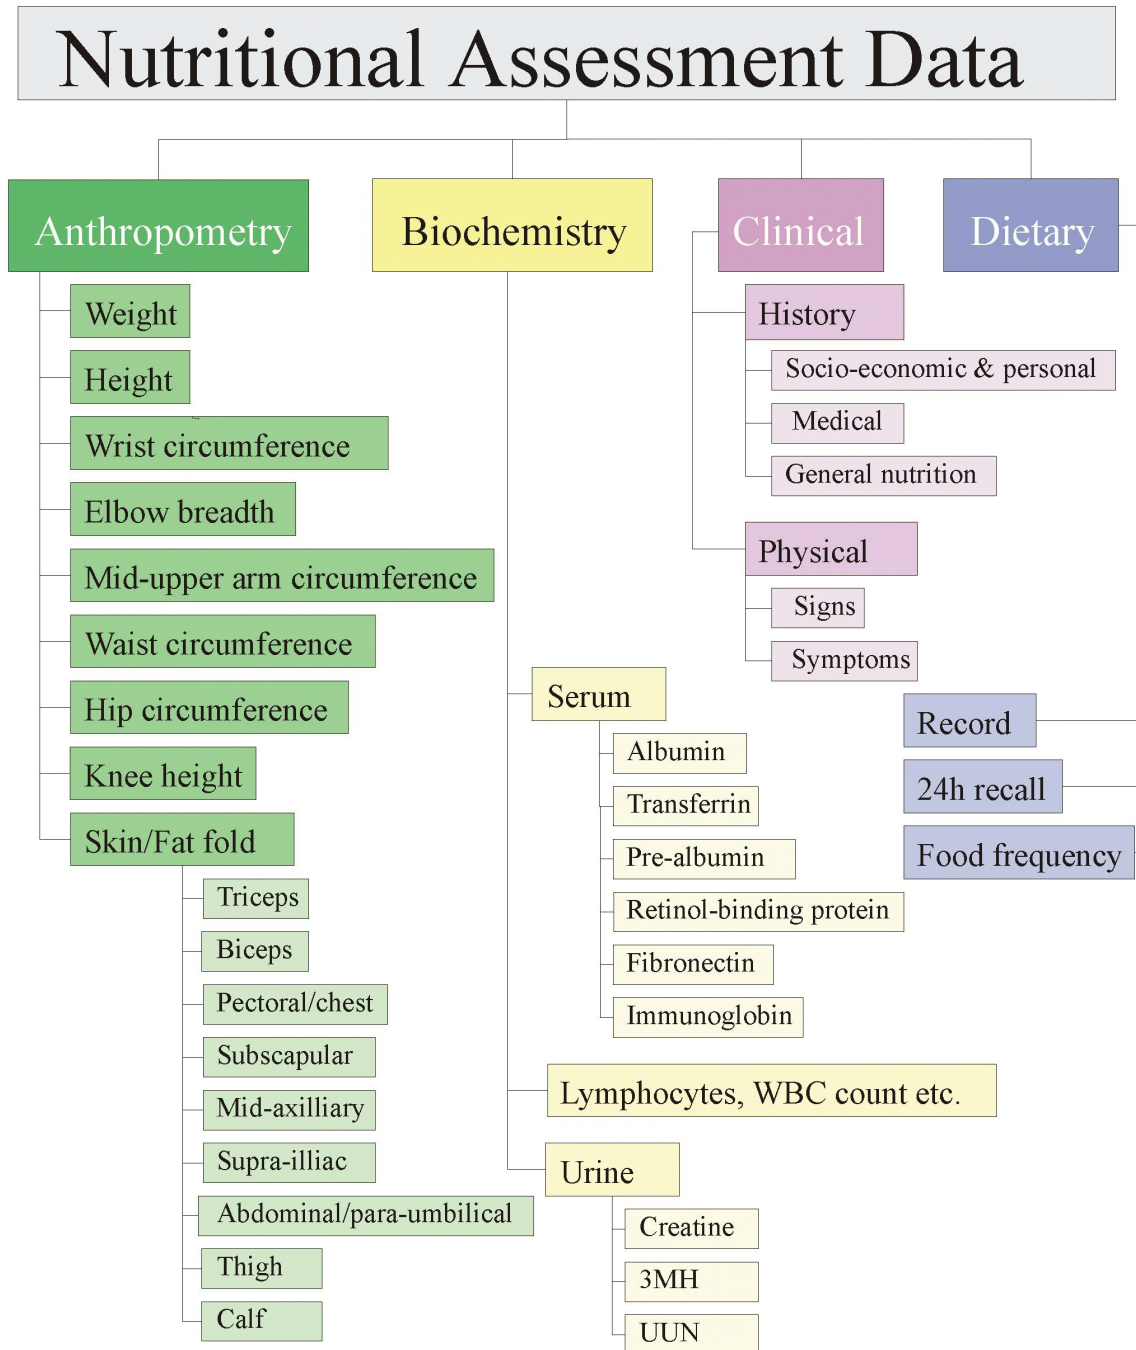 Nutritional Assessment Data
Anthropometry
Weight
Height
Wrist circumference
Elbow breadth
Mid-upper arm circumference
Waist circumference
Hip circumference
Knee height
Skin/Fat fold
Triceps
Biceps
Pectoral/chest
Subscapular
Mid-axilliary
Supra-illiac
Abdominal/para-umbilical
Thigh
Calf
Biochemistry
Serum
Albumin
Transferrin
Pre-albumin
Retinol-binding protein
Fibronectin
Immunoglobin
Lymphocytes, WBC count etc.
Urine
Creatine
3MH
UUN
Clinical
History
Socio-economic & personal
Medical
General nutrition
Physical
Signs
Symptoms
Dietary
Record
24h recall
Food frequency